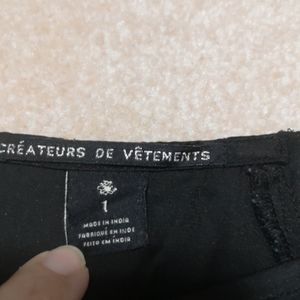 CRÉATEURS DE VÊTEMENTS
1
MADE IN INDIA
FABRIQUÉ EN INDE
FEITO EM ÍNDIA